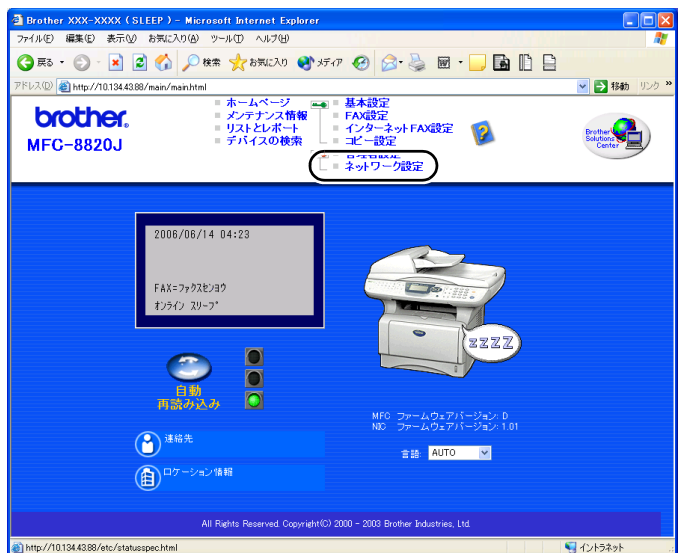 Brother XXX-XXXX ( SLEEP ) - Microsoft Internet Explorer
ファイル(F) 編集(E) 表示(V) お気に入り(A) ツール(T) ヘルプ(H)
戻る 検索 お気に入り メディア
アドレス(D) http://10.134.43.88/main/main.html 移動 リンク »
brother®
MFC-8820J
ホームページ
メンテナンス情報
リストとレポート
デバイスの検索
基本設定
FAX設定
インターネットFAX設定
コピー設定
管理者設定
ネットワーク設定
Brother
Solutions
Center
2006/06/14 04:23
FAX=ファクスセンヨウ
オンライン スリープ
zzzZ
自動
再読み込み
MFC ファームウェアバージョン: D
NIC ファームウェアバージョン: 1.01
連絡先
言語: AUTO
ロケーション情報
All Rights Reserved. Copyright(C) 2000 - 2003 Brother Industries, Ltd.
http://10.134.43.88/etc/statusspec.html イントラネット